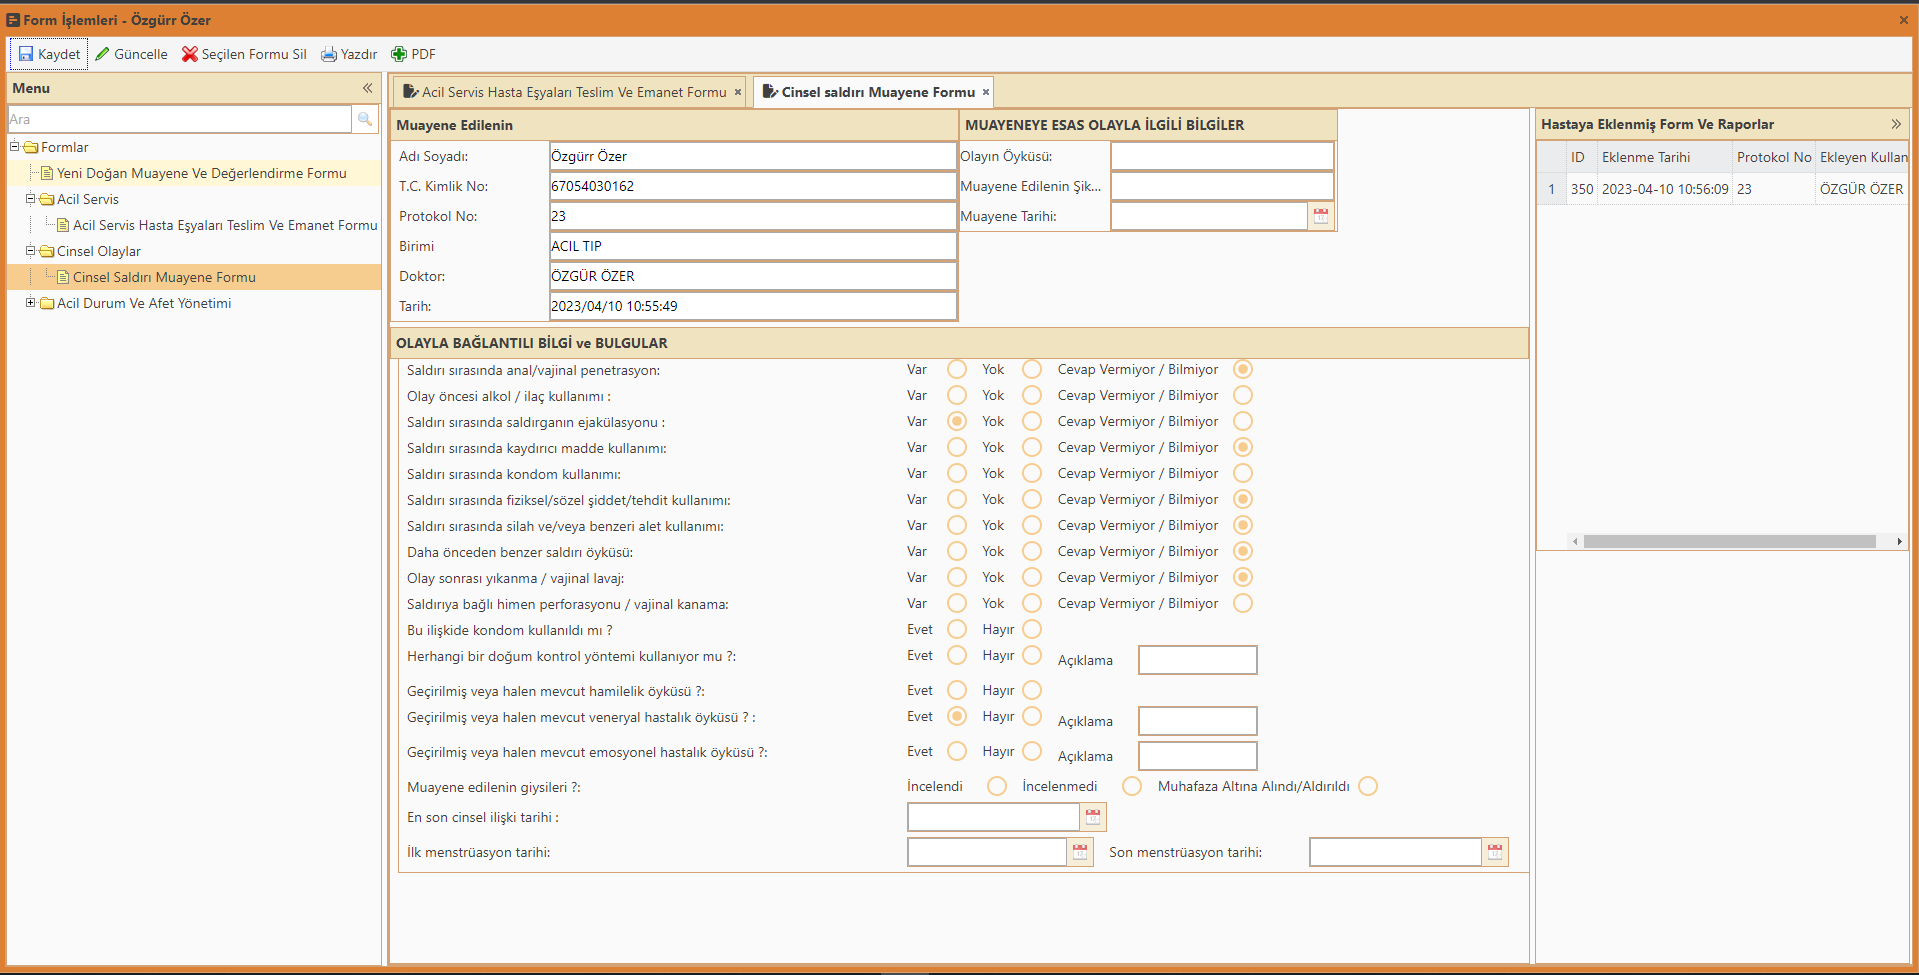 Form İşlemleri - Özgürr Özer
Kaydet Güncelle Seçilen Formu Sil Yazdır PDF
Menu
Ara
Formlar
Yeni Doğan Muayene Ve Değerlendirme Formu
Acil Servis
Acil Servis Hasta Eşyaları Teslim Ve Emanet Formu
Cinsel Olaylar
Cinsel Saldırı Muayene Formu
Acil Durum Ve Afet Yönetimi
Acil Servis Hasta Eşyaları Teslim Ve Emanet Formu Cinsel saldırı Muayene Formu
Muayene Edilenin
Adı Soyadı: Özgürr Özer
T.C. Kimlik No: 67054030162
Protokol No: 23
Birimi ACIL TIP
Doktor: ÖZGÜR ÖZER
Tarih: 2023/04/10 10:55:49
MUAYENEYE ESAS OLAYLA İLGİLİ BİLGİLER
Olayın Öyküsü:
Muayene Edilenin Şik...
Muayene Tarihi:
OLAYLA BAĞLANTILI BİLGİ ve BULGULAR
Saldırı sırasında anal/vajinal penetrasyon: Var Yok Cevap Vermiyor / Bilmiyor
Olay öncesi alkol / ilaç kullanımı : Var Yok Cevap Vermiyor / Bilmiyor
Saldırı sırasında saldırganın ejakülasyonu : Var Yok Cevap Vermiyor / Bilmiyor
Saldırı sırasında kaydırıcı madde kullanımı: Var Yok Cevap Vermiyor / Bilmiyor
Saldırı sırasında kondom kullanımı: Var Yok Cevap Vermiyor / Bilmiyor
Saldırı sırasında fiziksel/sözel şiddet/tehdit kullanımı: Var Yok Cevap Vermiyor / Bilmiyor
Saldırı sırasında silah ve/veya benzeri alet kullanımı: Var Yok Cevap Vermiyor / Bilmiyor
Daha önceden benzer saldırı öyküsü: Var Yok Cevap Vermiyor / Bilmiyor
Olay sonrası yıkanma / vajinal lavaj: Var Yok Cevap Vermiyor / Bilmiyor
Saldırıya bağlı himen perforasyonu / vajinal kanama: Var Yok Cevap Vermiyor / Bilmiyor
Bu ilişkide kondom kullanıldı mı ? Evet Hayır
Herhangi bir doğum kontrol yöntemi kullanıyor mu ?: Evet Hayır Açıklama
Geçirilmiş veya halen mevcut hamilelik öyküsü ?: Evet Hayır
Geçirilmiş veya halen mevcut veneryal hastalık öyküsü ? : Evet Hayır Açıklama
Geçirilmiş veya halen mevcut emosyonel hastalık öyküsü ?: Evet Hayır Açıklama
Muayene edilenin giysileri ?: İncelendi İncelenmedi Muhafaza Altına Alındı/Aldırıldı
En son cinsel ilişki tarihi :
İlk menstrüasyon tarihi: Son menstrüasyon tarihi:
Hastaya Eklenmiş Form Ve Raporlar
ID Eklenme Tarihi Protokol No Ekleyen Kullan
1 350 2023-04-10 10:56:09 23 ÖZGÜR ÖZER